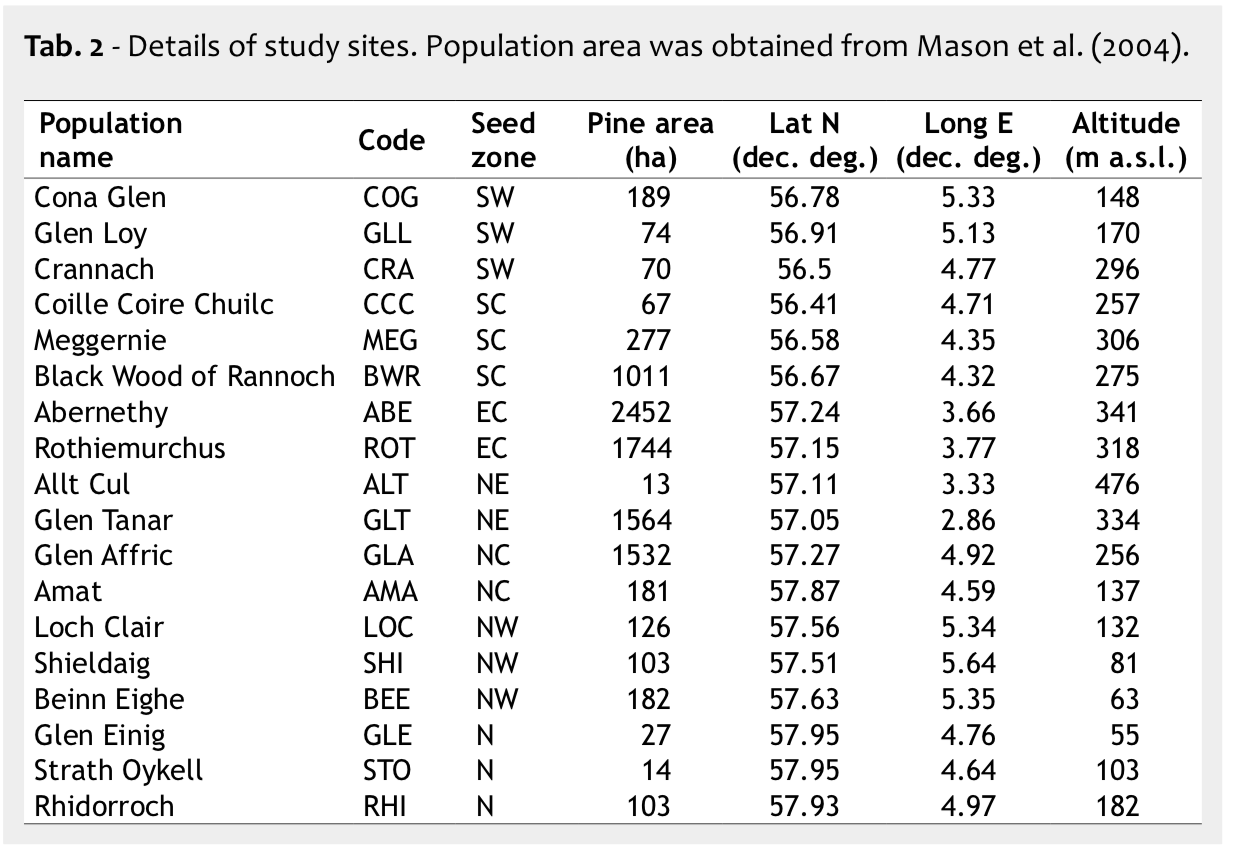 Tab. 2 - Details of study sites. Population area was obtained from Mason et al. (2004).
Population name Code Seed zone Pine area (ha) Lat N (dec. deg.) Long E (dec. deg.) Altitude (m a.s.l.)
Cona Glen COG SW 189 56.78 5.33 148
Glen Loy GLL SW 74 56.91 5.13 170
Crannach CRA SW 70 56.5 4.77 296
Coille Coire Chuilc CCC SC 67 56.41 4.71 257
Meggernie MEG SC 277 56.58 4.35 306
Black Wood of Rannoch BWR SC 1011 56.67 4.32 275
Abernethy ABE EC 2452 57.24 3.66 341
Rothiemurchus ROT EC 1744 57.15 3.77 318
Allt Cul ALT NE 13 57.11 3.33 476
Glen Tanar GLT NE 1564 57.05 2.86 334
Glen Affric GLA NC 1532 57.27 4.92 256
Amat AMA NC 181 57.87 4.59 137
Loch Clair LOC NW 126 57.56 5.34 132
Shieldaig SHI NW 103 57.51 5.64 81
Beinn Eighe BEE NW 182 57.63 5.35 63
Glen Einig GLE N 27 57.95 4.76 55
Strath Oykell STO N 14 57.95 4.64 103
Rhidorroch RHI N 103 57.93 4.97 182